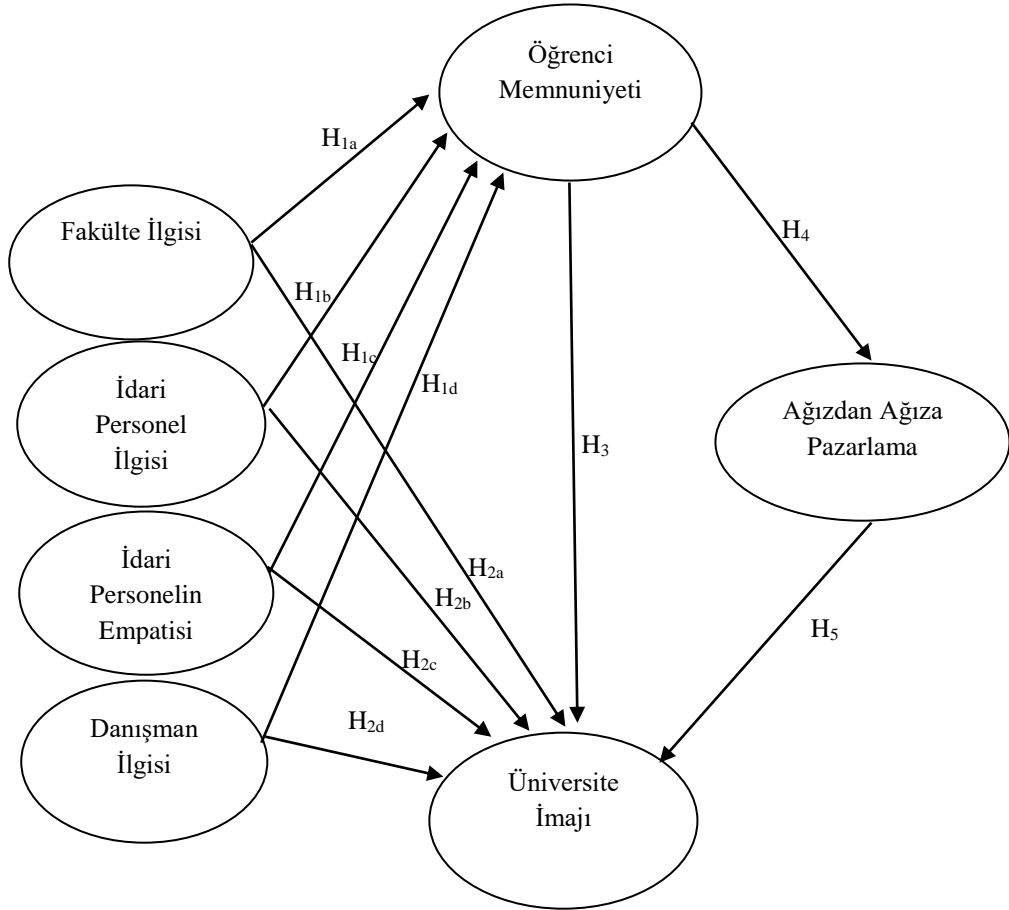 Öğrenci
Memnuniyeti
H1a
Fakülte İlgisi
H4
H1b
H1c
H1d
İdari
Personel
İlgisi
Ağızdan Ağıza
Pazarlama
H3
İdari
Personelin
Empatisi
H2a
H2b
H5
H2c
Danışman
İlgisi
H2d
Üniversite
İmajı